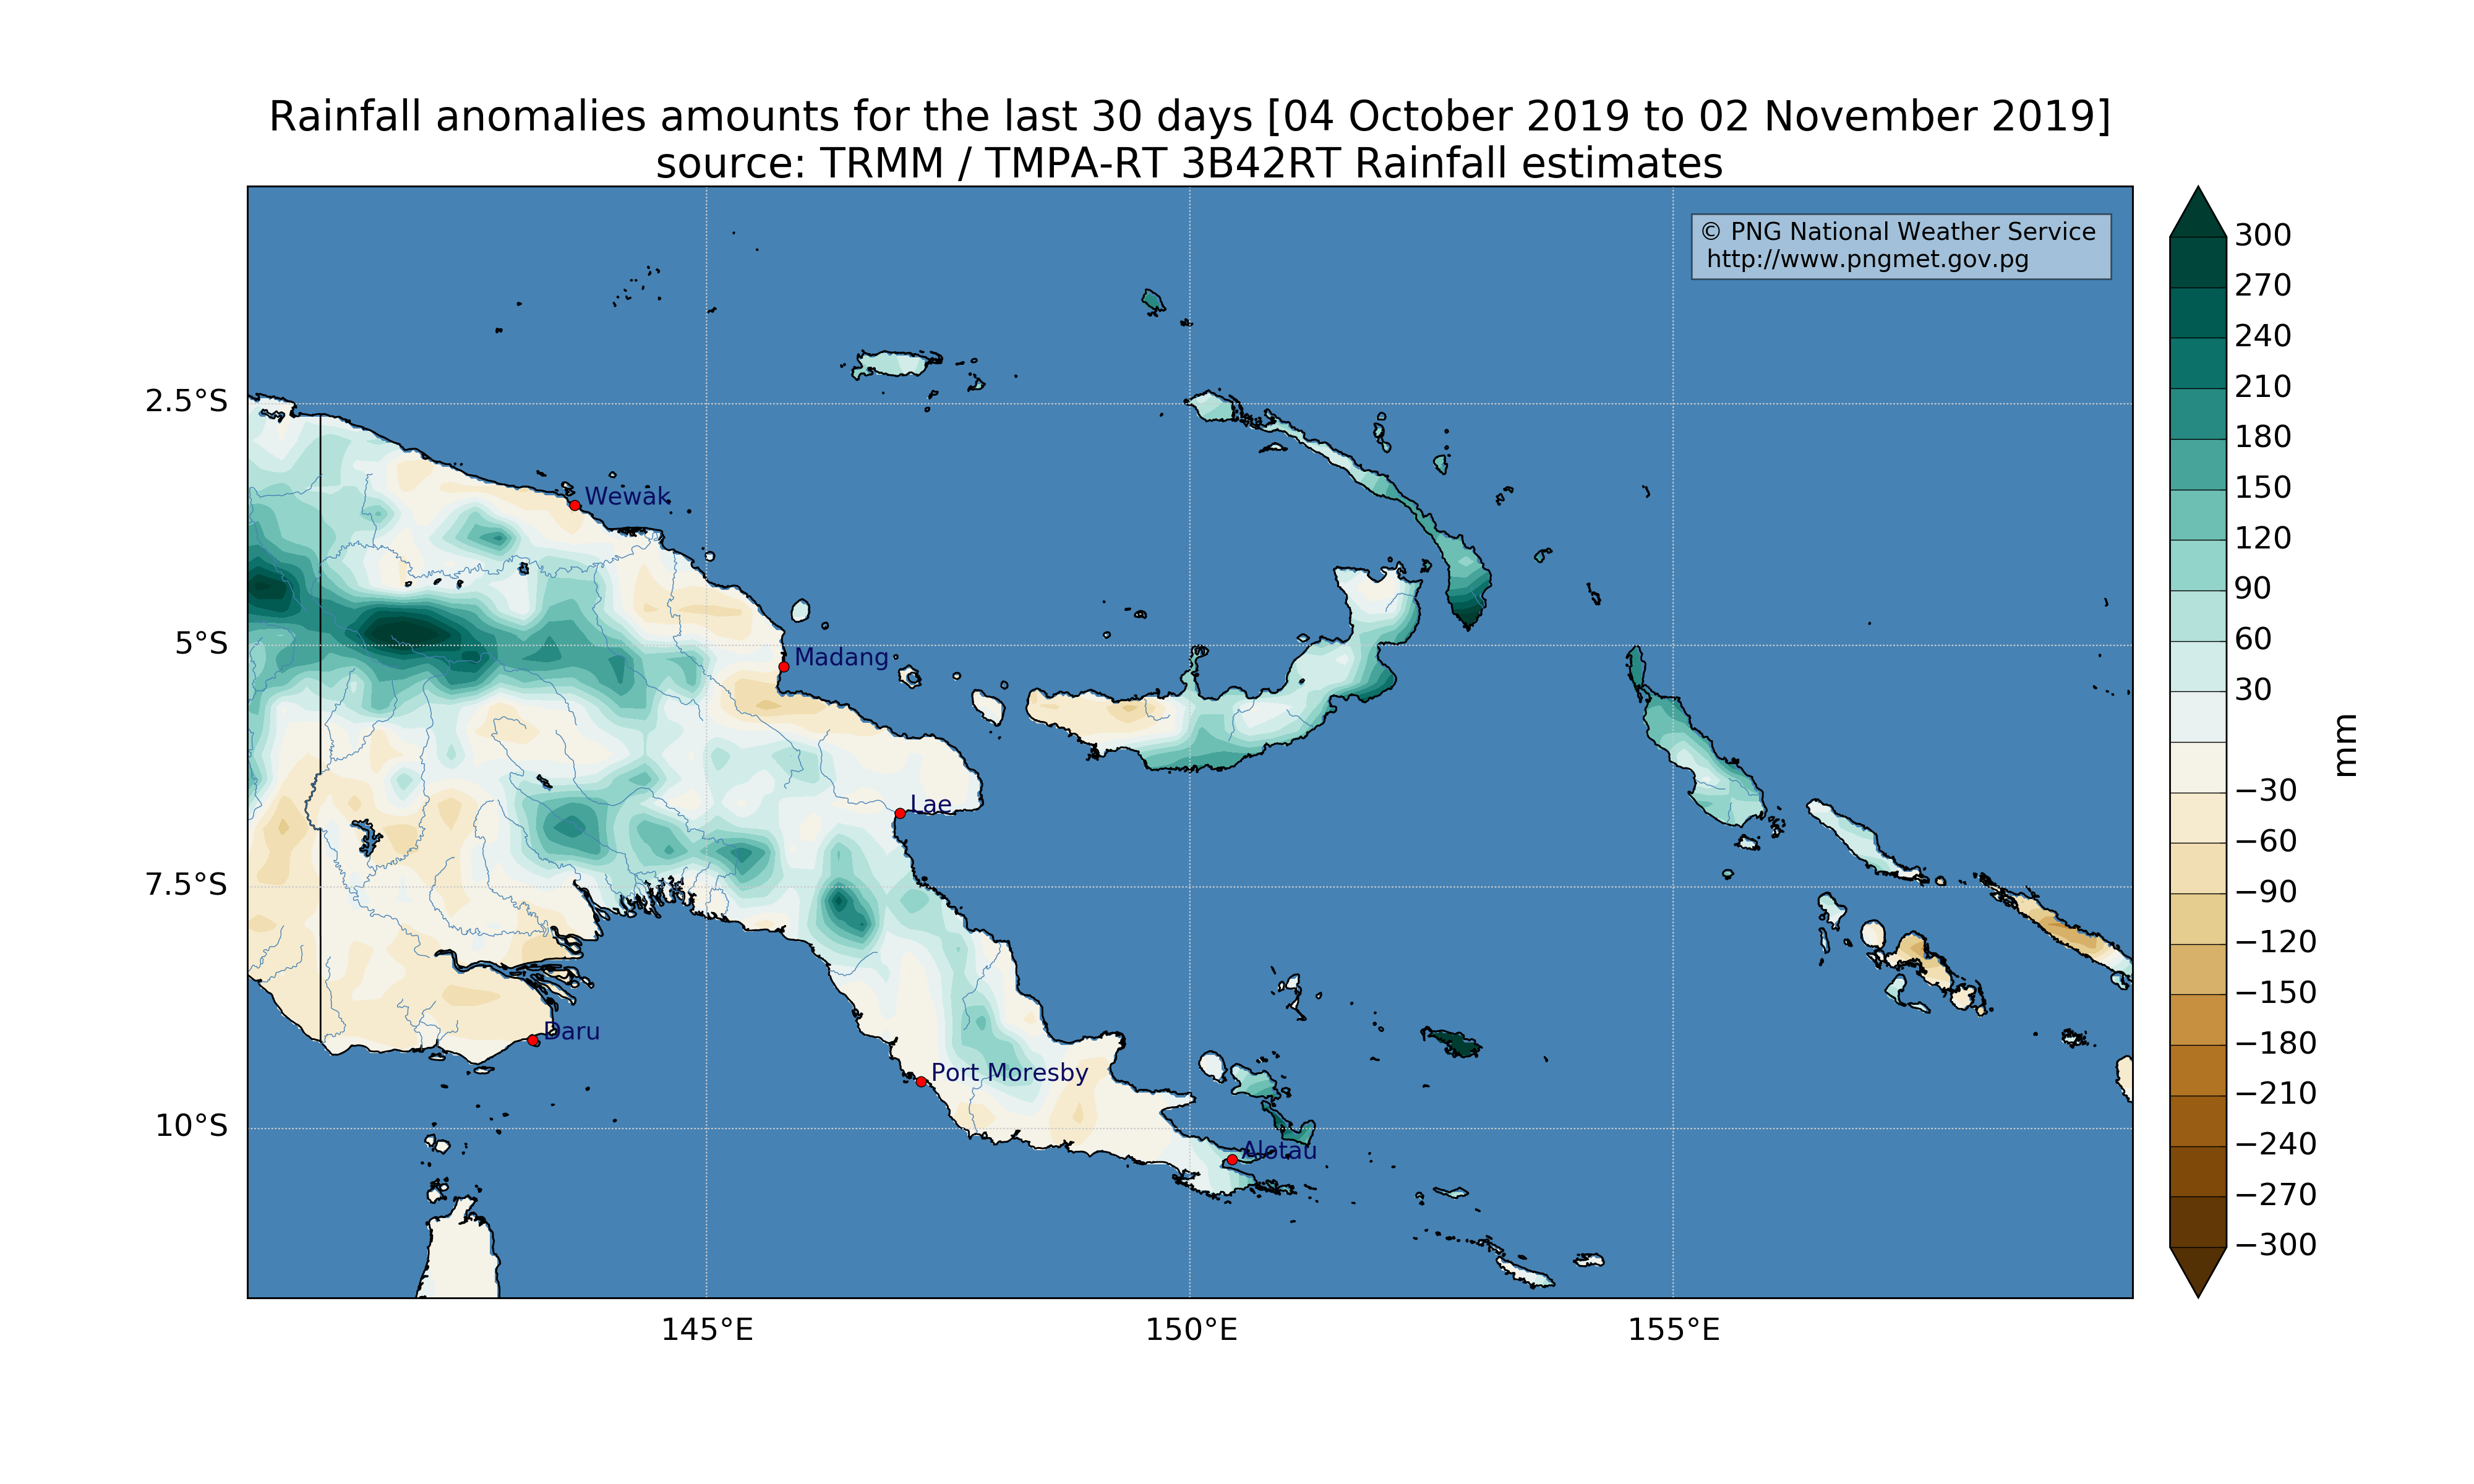 Rainfall anomalies amounts for the last 30 days [04 October 2019 to 02 November 2019]
source: TRMM / TMPA-RT 3B42RT Rainfall estimates
© PNG National Weather Service
http://www.pngmet.gov.pg
2.5°S
5°S
7.5°S
10°S
Wewak
Madang
Lae
Daru
Port Moresby
Alotau
145°E
150°E
155°E
300
270
240
210
180
150
120
90
60
30
−30
−60
−90
−120
−150
−180
−210
−240
−270
−300
mm